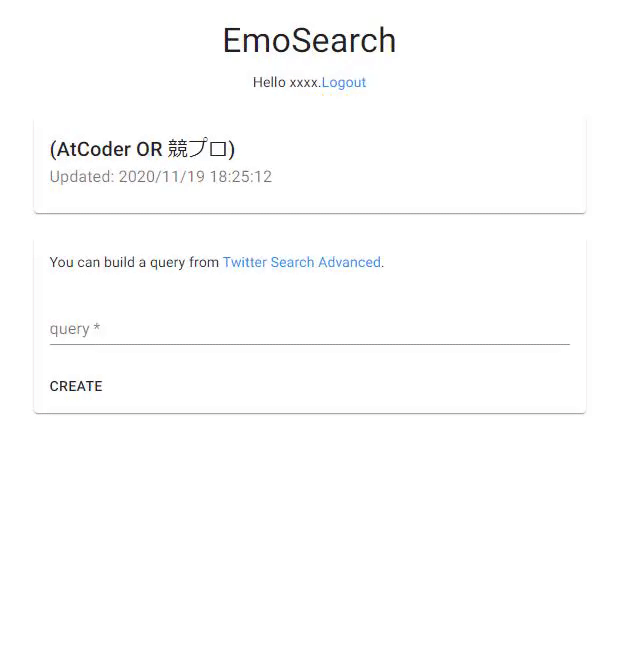 EmoSearch
Hello xxxx.Logout
(AtCoder OR 競プロ)
Updated: 2020/11/19 18:25:12
You can build a query from Twitter Search Advanced.
query *
CREATE